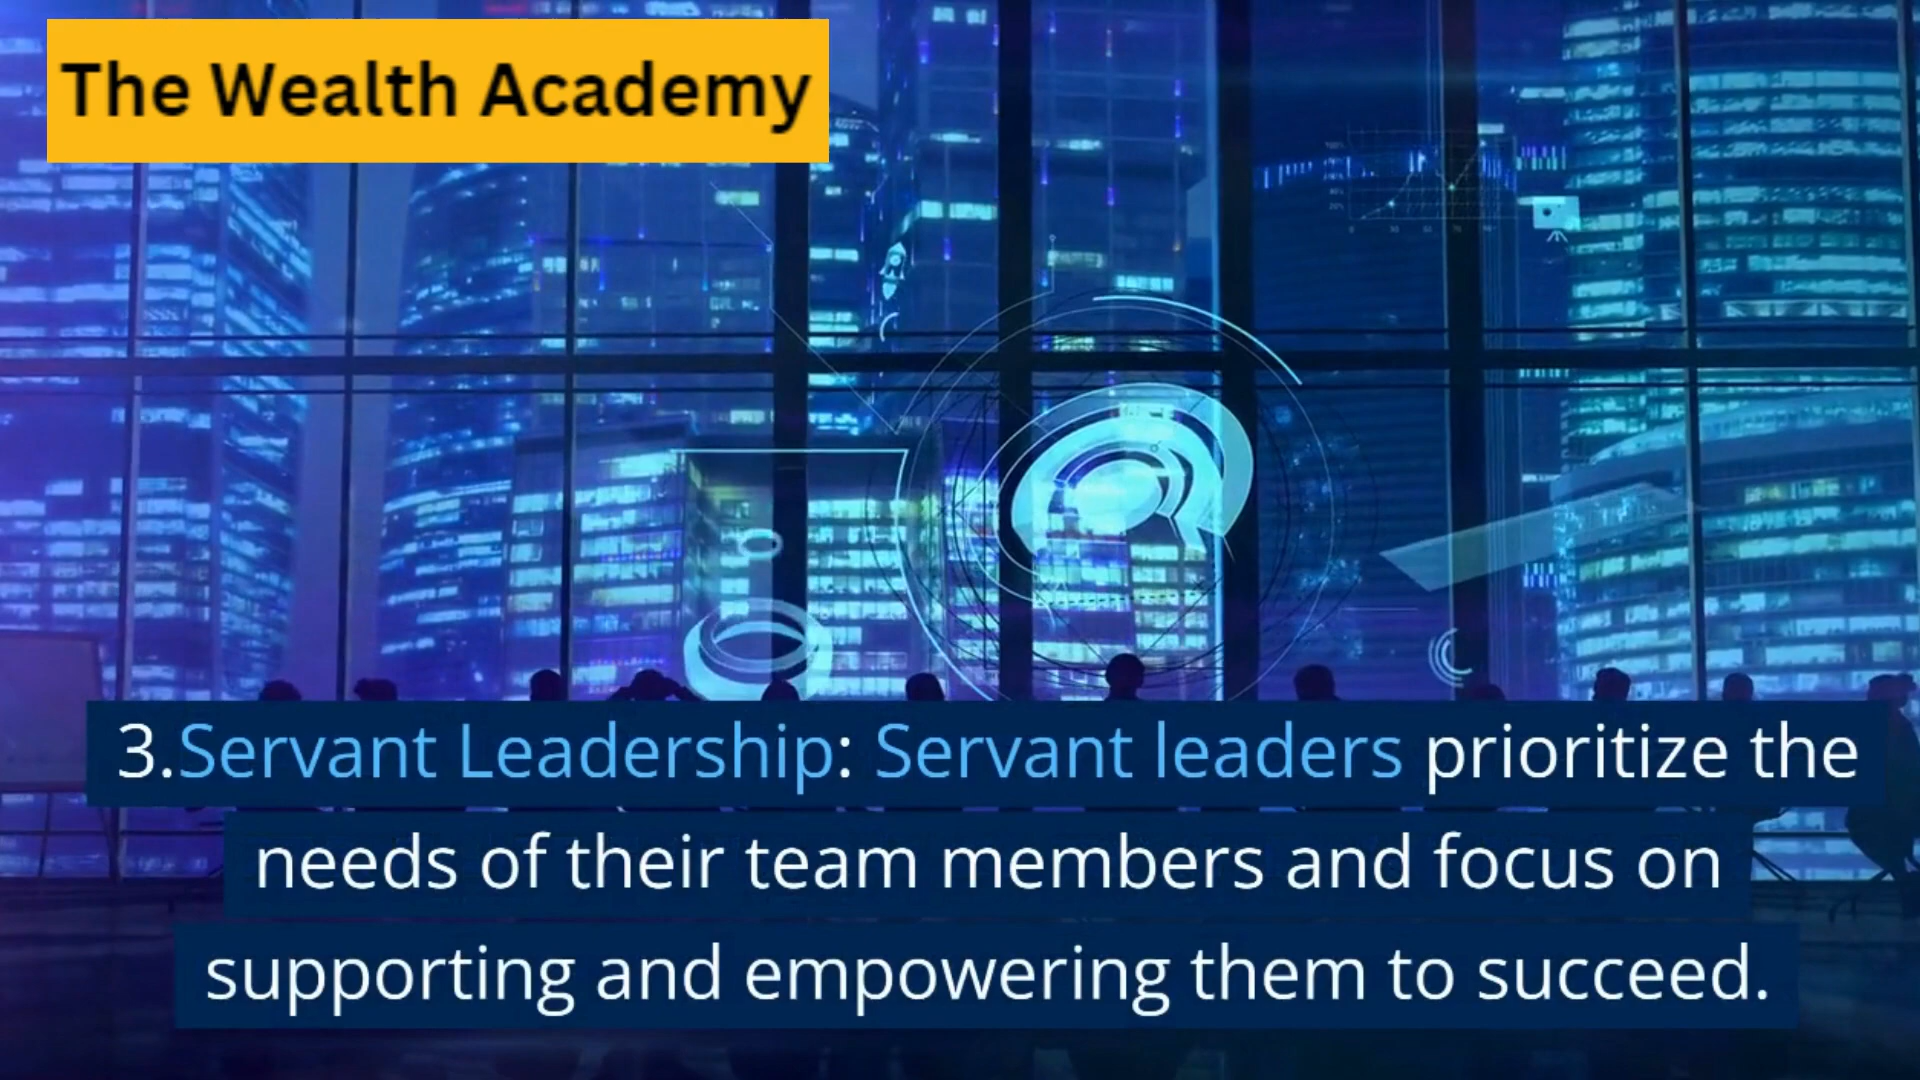 The Wealth Academy
3.Servant Leadership: Servant leaders prioritize the
needs of their team members and focus on
supporting and empowering them to succeed.